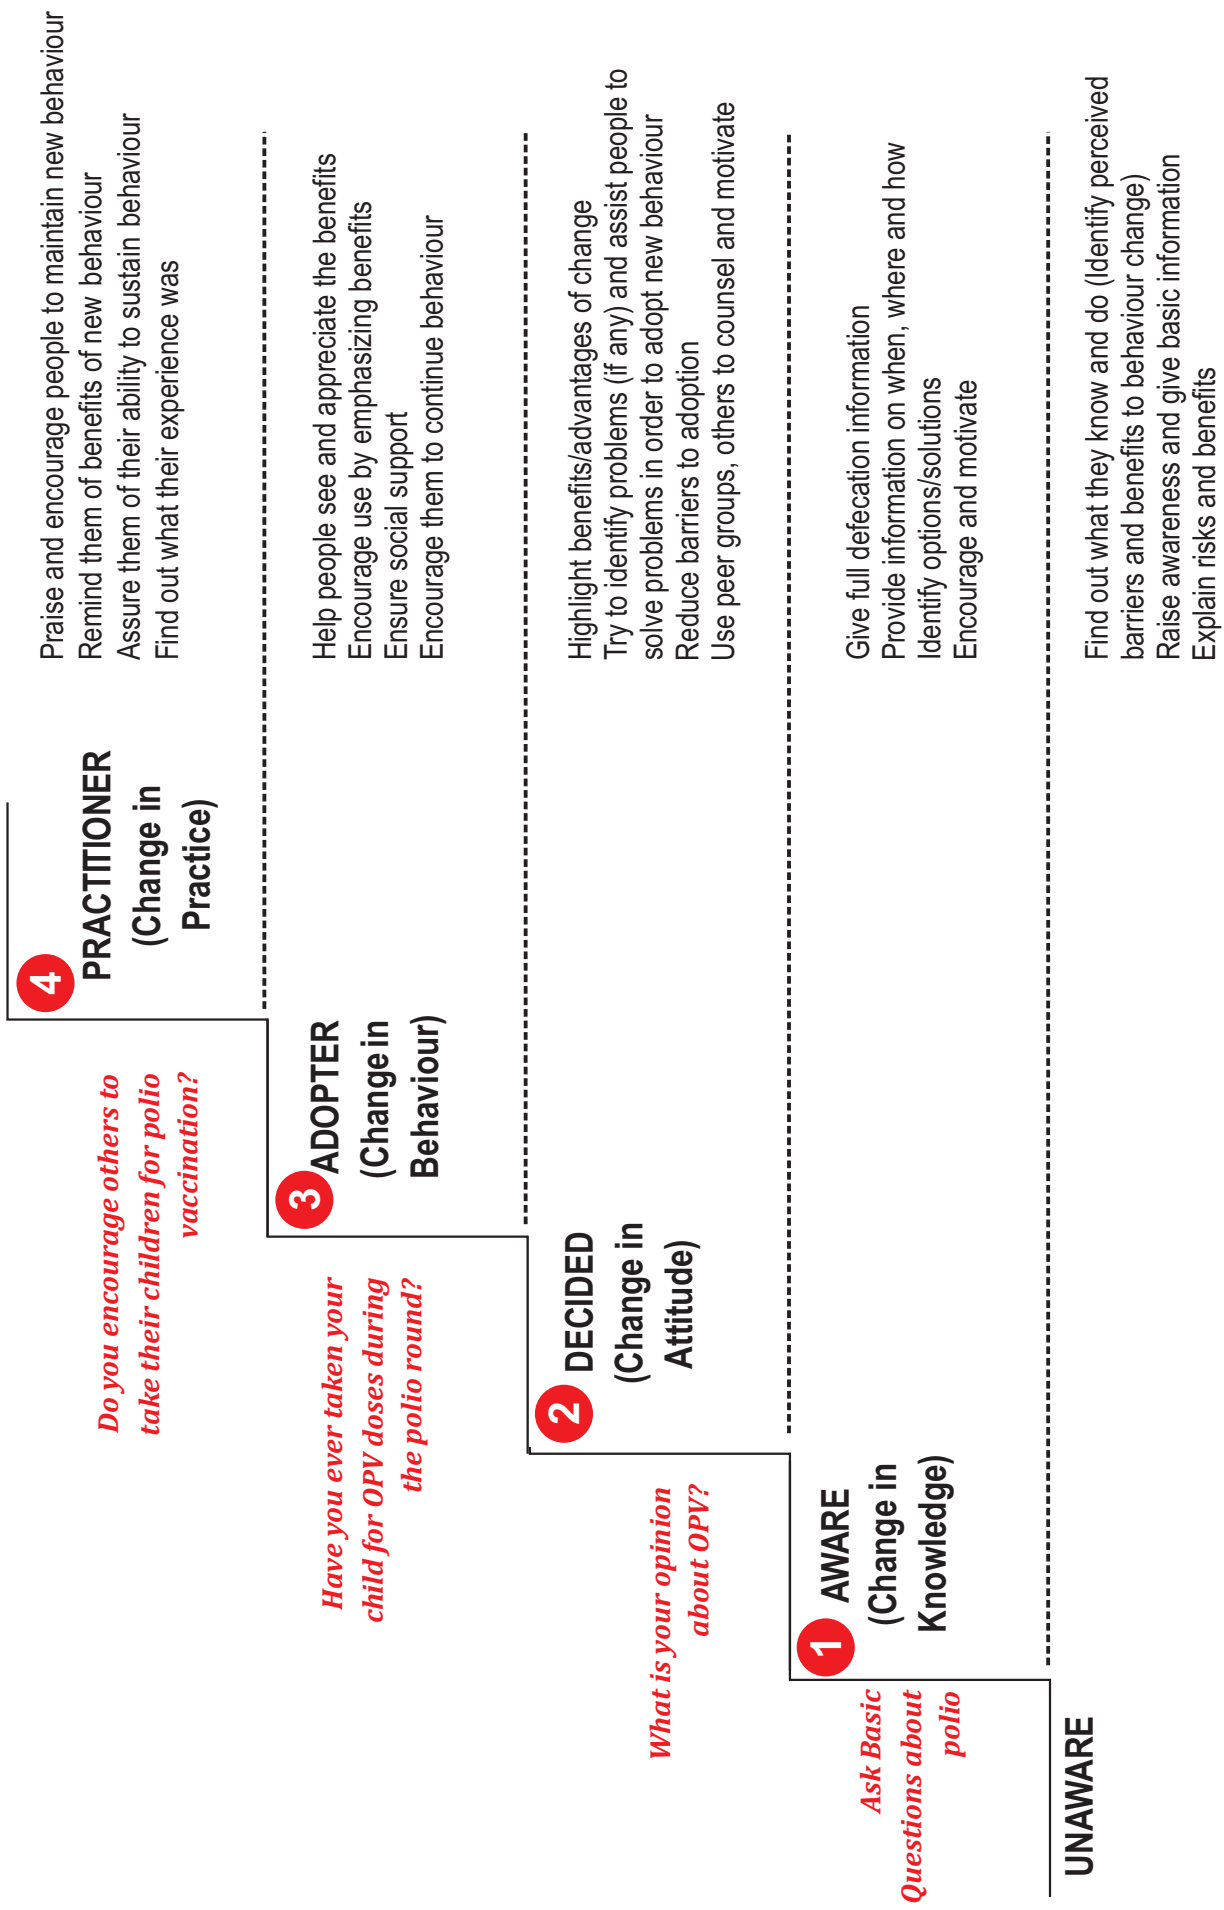 4
PRACTITIONER
(Change in
Practice)
Do you encourage others to
take their children for polio
vaccination?
Praise and encourage people to maintain new behaviour
Remind them of benefits of new behaviour
Assure them of their ability to sustain behaviour
Find out what their experience was
3
ADOPTER
(Change in
Behaviour)
Have you ever taken your
child for OPV doses during
the polio round?
Help people see and appreciate the benefits
Encourage use by emphasizing benefits
Ensure social support
Encourage them to continue behaviour
2
DECIDED
(Change in
Attitude)
What is your opinion
about OPV?
Highlight benefits/advantages of change
Try to identify problems (if any) and assist people to
solve problems in order to adopt new behaviour
Reduce barriers to adoption
Use peer groups, others to counsel and motivate
1
AWARE
(Change in
Knowledge)
Ask Basic
Questions about
polio
Give full defecation information
Provide information on when, where and how
Identify options/solutions
Encourage and motivate
UNAWARE
Find out what they know and do (Identify perceived
barriers and benefits to behaviour change)
Raise awareness and give basic information
Explain risks and benefits